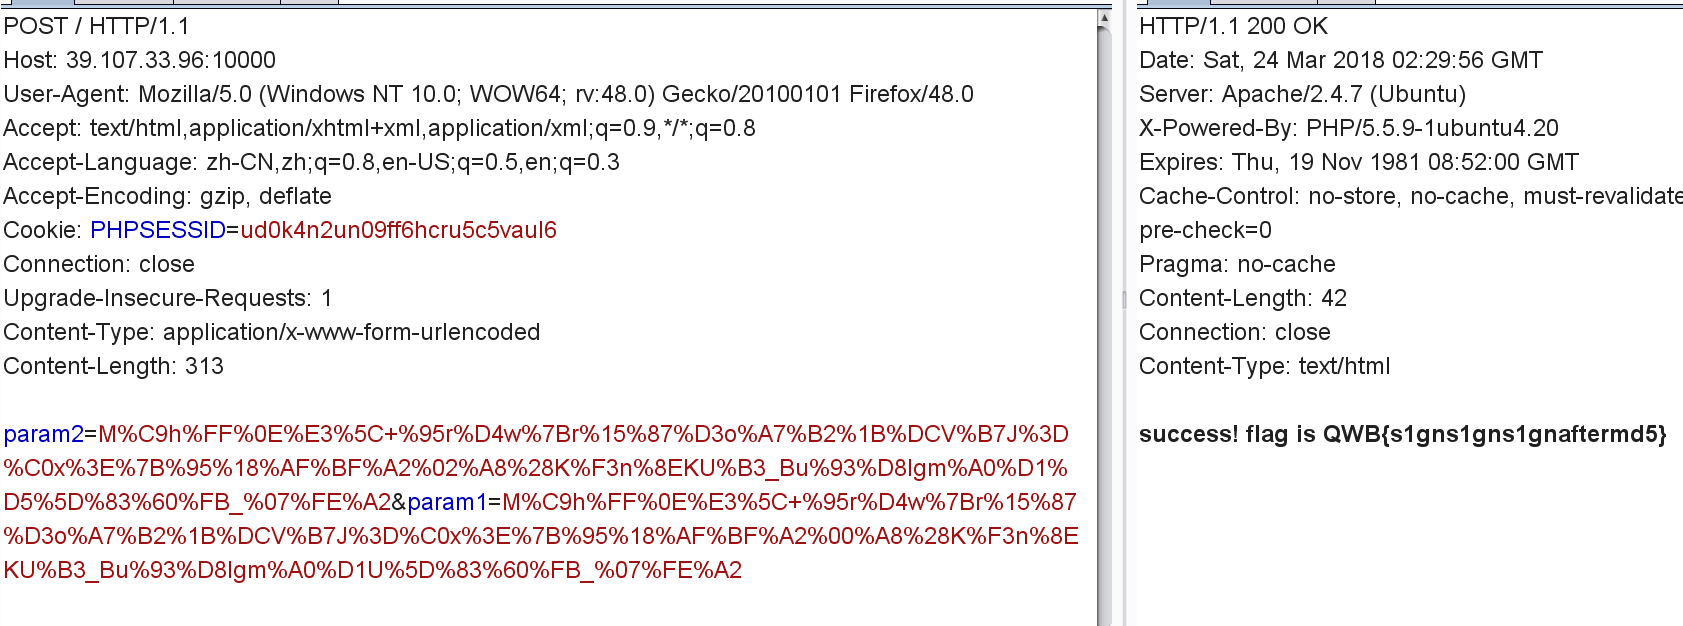 POST / HTTP/1.1
Host: 39.107.33.96:10000
User-Agent: Mozilla/5.0 (Windows NT 10.0; WOW64; rv:48.0) Gecko/20100101 Firefox/48.0
Accept: text/html,application/xhtml+xml,application/xml;q=0.9,*/*;q=0.8
Accept-Language: zh-CN,zh;q=0.8,en-US;q=0.5,en;q=0.3
Accept-Encoding: gzip, deflate
Cookie: PHPSESSID=ud0k4n2un09ff6hcru5c5vaul6
Connection: close
Upgrade-Insecure-Requests: 1
Content-Type: application/x-www-form-urlencoded
Content-Length: 313
param2=M%C9h%FF%0E%E3%5C+%95r%D4w%7Br%15%87%D3o%A7%B2%1B%DCV%B7J%3D
%C0x%3E%7B%95%18%AF%BF%A2%02%A8%28K%F3n%8EKU%B3_Bu%93%D8Igm%A0%D1%
D5%5D%83%60%FB_%07%FE%A2&param1=M%C9h%FF%0E%E3%5C+%95r%D4w%7Br%15%87
%D3o%A7%B2%1B%DCV%B7J%3D%C0x%3E%7B%95%18%AF%BF%A2%00%A8%28K%F3n%8E
KU%B3_Bu%93%D8Igm%A0%D1U%5D%83%60%FB_%07%FE%A2
HTTP/1.1 200 OK
Date: Sat, 24 Mar 2018 02:29:56 GMT
Server: Apache/2.4.7 (Ubuntu)
X-Powered-By: PHP/5.5.9-1ubuntu4.20
Expires: Thu, 19 Nov 1981 08:52:00 GMT
Cache-Control: no-store, no-cache, must-revalidate
pre-check=0
Pragma: no-cache
Content-Length: 42
Connection: close
Content-Type: text/html
success! flag is QWB{s1gns1gns1gnaftermd5}